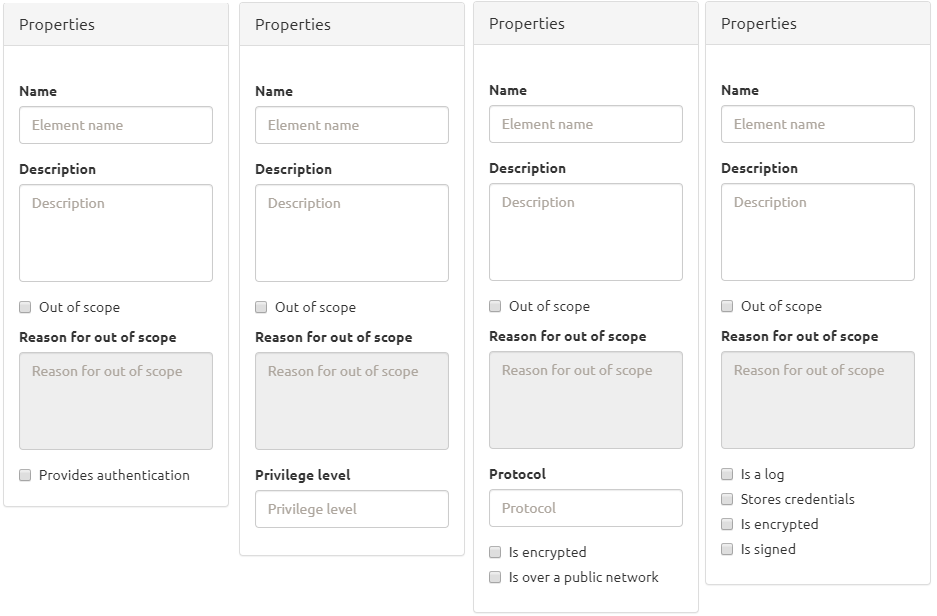 Properties
Name
Element name
Description
Description
Out of scope
Reason for out of scope
Reason for out of scope
Provides authentication
Properties
Name
Element name
Description
Description
Out of scope
Reason for out of scope
Reason for out of scope
Privilege level
Privilege level
Properties
Name
Element name
Description
Description
Out of scope
Reason for out of scope
Reason for out of scope
Protocol
Protocol
Is encrypted
Is over a public network
Properties
Name
Element name
Description
Description
Out of scope
Reason for out of scope
Reason for out of scope
Is a log
Stores credentials
Is encrypted
Is signed